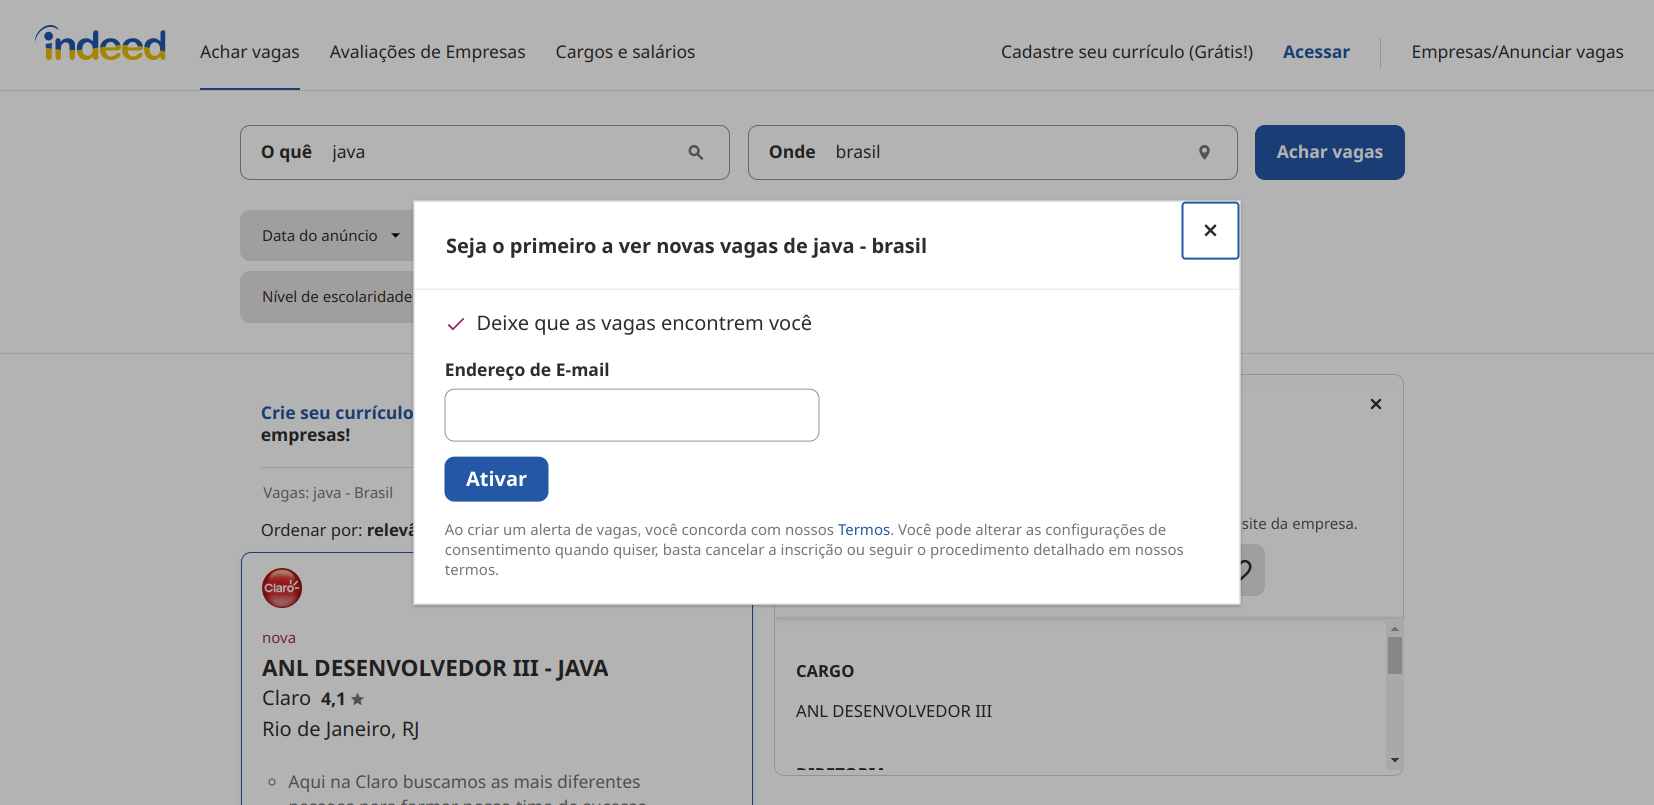 indeed
Achar vagas
Avaliações de Empresas
Cargos e salários
Cadastre seu currículo (Grátis!)
Acessar
Empresas/Anunciar vagas
O quê java
Onde brasil
Achar vagas
Data do anúncio
Nível de escolaridade
Seja o primeiro a ver novas vagas de java - brasil
Deixe que as vagas encontrem você
Endereço de E-mail
Ativar
Ao criar um alerta de vagas, você concorda com nossos Termos. Você pode alterar as configurações de
consentimento quando quiser, basta cancelar a inscrição ou seguir o procedimento detalhado em nossos
termos.
Crie seu currículo
empresas!
Vagas: java - Brasil
Ordenar por:
Claro
nova
ANL DESENVOLVEDOR III - JAVA
Claro 4,1
Rio de Janeiro, RJ
Aqui na Claro buscamos as mais diferentes
site da empresa.
CARGO
ANL DESENVOLVEDOR III